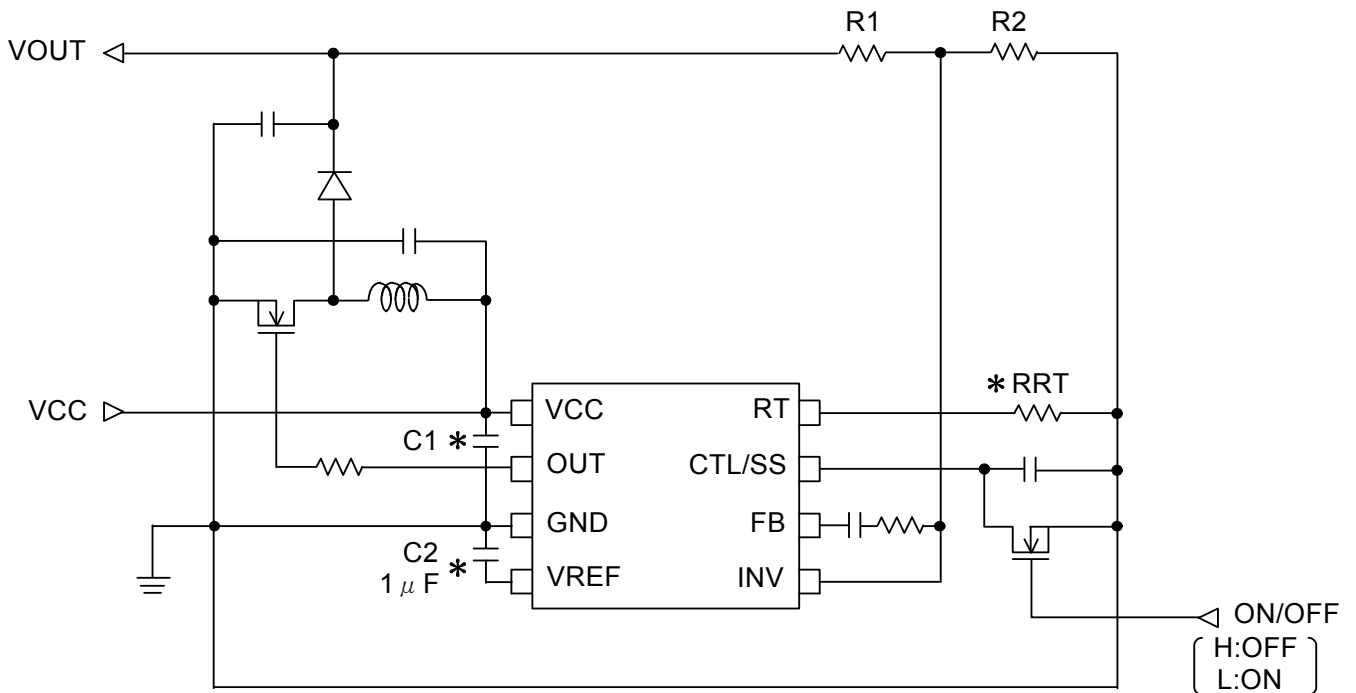 R1
R2
VOUT
VCC
VCC
RT
* RRT
C1 *
OUT
CTL/SS
GND
FB
C2 *
1 μ F
VREF
INV
ON/OFF
H:OFF
L:ON